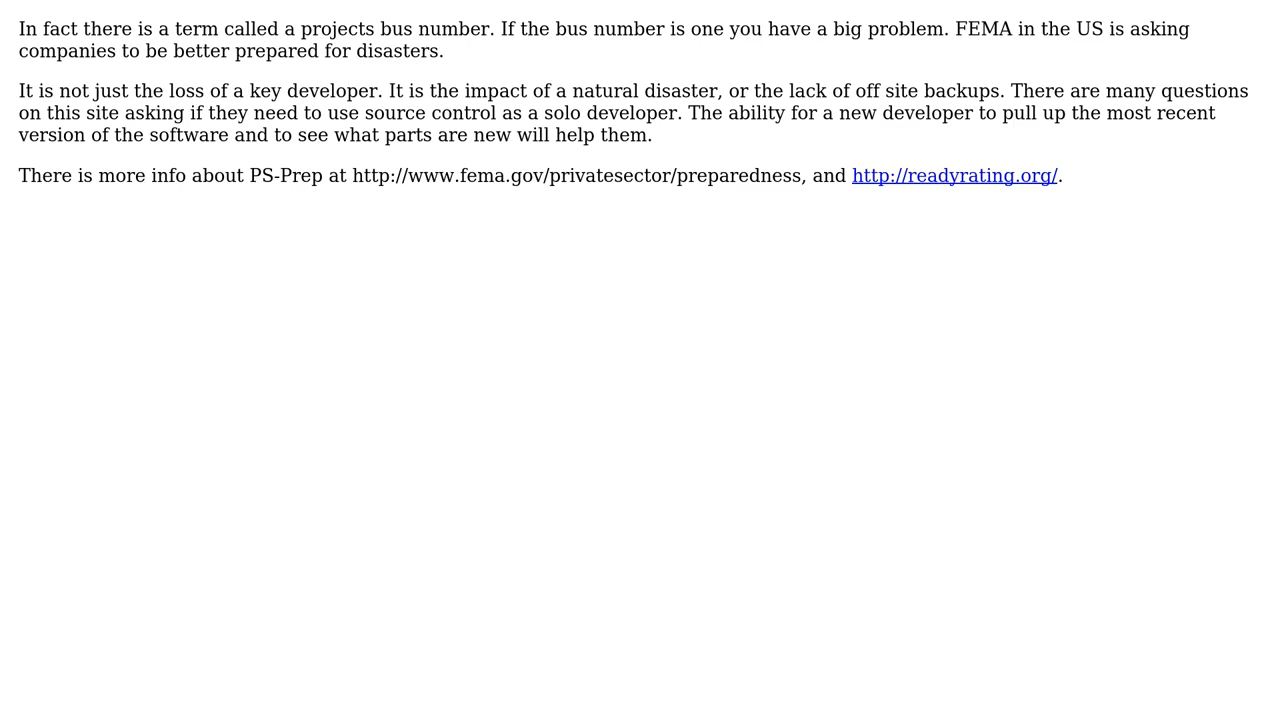 In fact there is a term called a projects bus number. If the bus number is one you have a big problem. FEMA in the US is asking
companies to be better prepared for disasters.
It is not just the loss of a key developer. It is the impact of a natural disaster, or the lack of off site backups. There are many questions
on this site asking if they need to use source control as a solo developer. The ability for a new developer to pull up the most recent
version of the software and to see what parts are new will help them.
There is more info about PS-Prep at http://www.fema.gov/privatesector/preparedness, and http://readyrating.org/.